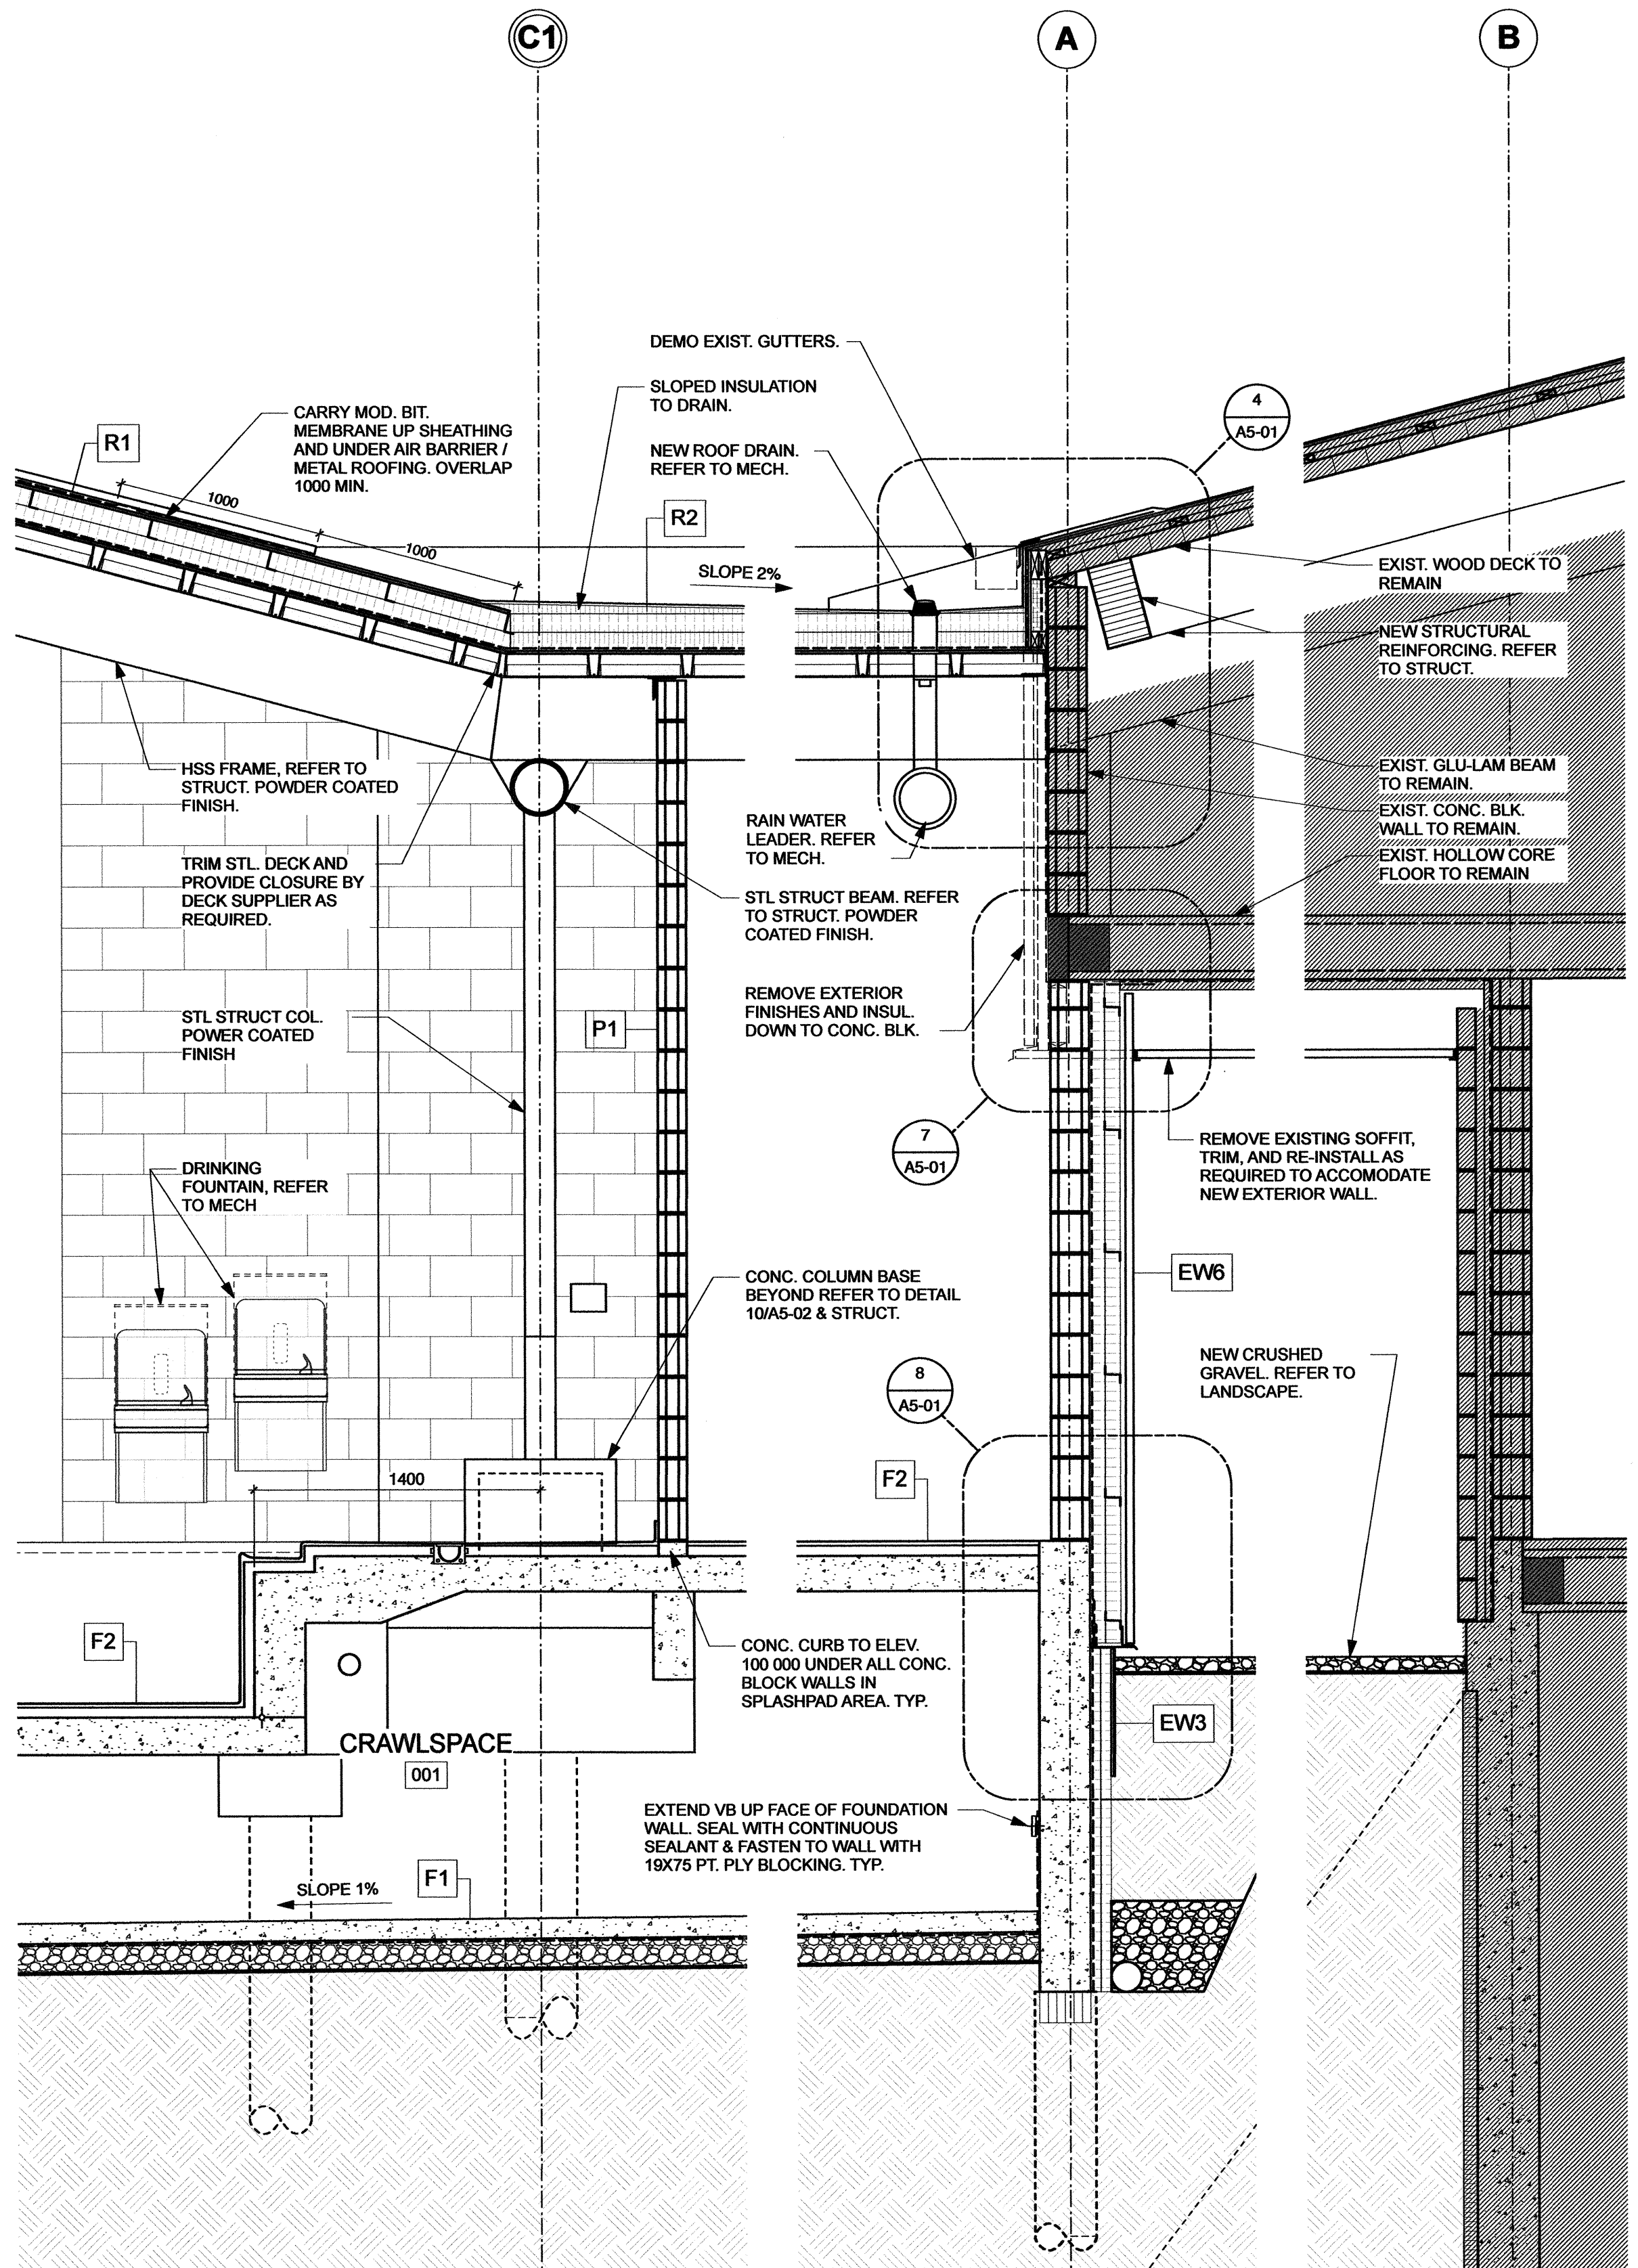 C1
A
B
DEMO EXIST. GUTTERS.
SLOPED INSULATION
TO DRAIN.
NEW ROOF DRAIN.
REFER TO MECH.
CARRY MOD. BIT.
MEMBRANE UP SHEATHING
AND UNDER AIR BARRIER /
METAL ROOFING. OVERLAP
1000 MIN.
R1
1000
1000
R2
SLOPE 2%
4
A5-01
EXIST. WOOD DECK TO
REMAIN
NEW STRUCTURAL
REINFORCING. REFER
TO STRUCT.
EXIST. GLU-LAM BEAM
TO REMAIN.
EXIST. CONC. BLK.
WALL TO REMAIN.
EXIST. HOLLOW CORE
FLOOR TO REMAIN
HSS FRAME, REFER TO
STRUCT. POWDER COATED
FINISH.
TRIM STL. DECK AND
PROVIDE CLOSURE BY
DECK SUPPLIER AS
REQUIRED.
RAIN WATER
LEADER. REFER
TO MECH.
STL STRUCT BEAM. REFER
TO STRUCT. POWDER
COATED FINISH.
REMOVE EXTERIOR
FINISHES AND INSUL.
DOWN TO CONC. BLK.
STL STRUCT COL.
POWER COATED
FINISH
P1
7
A5-01
REMOVE EXISTING SOFFIT,
TRIM, AND RE-INSTALL AS
REQUIRED TO ACCOMODATE
NEW EXTERIOR WALL.
DRINKING
FOUNTAIN, REFER
TO MECH
CONC. COLUMN BASE
BEYOND REFER TO DETAIL
10/A5-02 & STRUCT.
EW6
NEW CRUSHED
GRAVEL. REFER TO
LANDSCAPE.
8
A5-01
1400
F2
F2
CONC. CURB TO ELEV.
100 000 UNDER ALL CONC.
BLOCK WALLS IN
SPLASHPAD AREA. TYP.
EW3
CRAWLSPACE
001
EXTEND VB UP FACE OF FOUNDATION
WALL. SEAL WITH CONTINUOUS
SEALANT & FASTEN TO WALL WITH
19X75 PT. PLY BLOCKING. TYP.
F1
SLOPE 1%